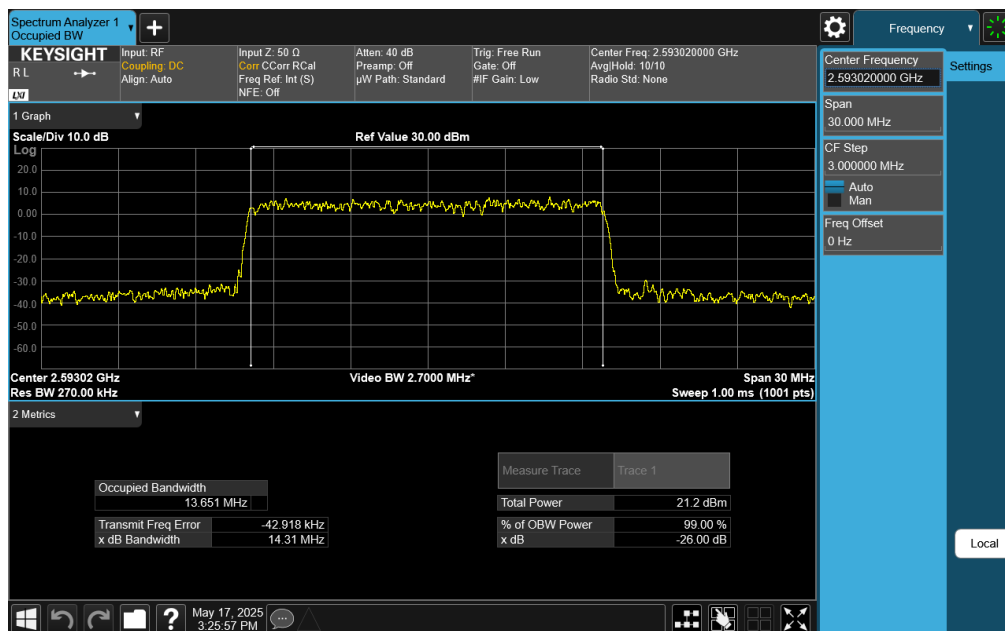 Spectrum Analyzer 1
Occupied BW
Frequency
KEYSIGHT
R L
LXI
Input: RF
Coupling: DC
Align: Auto
Input Z: 50 Ω
Corr CCorr RCal
Freq Ref: Int (S)
NFE: Off
Atten: 40 dB
Preamp: Off
µW Path: Standard
Trig: Free Run
Gate: Off
#IF Gain: Low
Center Freq: 2.593020000 GHz
Avg|Hold: 10/10
Radio Std: None
Center Frequency
2.593020000 GHz
Settings
Span
30.000 MHz
CF Step
3.000000 MHz
Auto
Man
Freq Offset
0 Hz
1 Graph
Scale/Div 10.0 dB
Ref Value 30.00 dBm
Log
20.0
10.0
0.00
-10.0
-20.0
-30.0
-40.0
-50.0
-60.0
Center 2.59302 GHz
Video BW 2.7000 MHz*
Span 30 MHz
Res BW 270.00 kHz
Sweep 1.00 ms (1001 pts)
2 Metrics
Measure Trace
Trace 1
Occupied Bandwidth
13.651 MHz
Total Power
21.2 dBm
Transmit Freq Error
-42.918 kHz
% of OBW Power
99.00 %
x dB Bandwidth
14.31 MHz
x dB
-26.00 dB
Local
?
May 17, 2025
3:25:57 PM